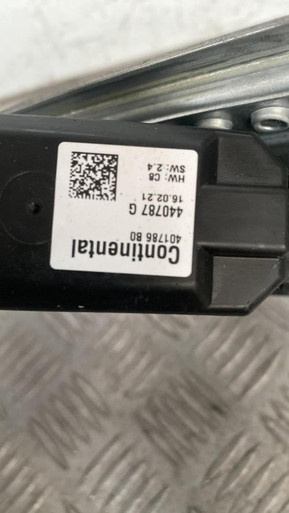 Continental
401786 80
440787 G
16.02.21
HW: C8
SW: 2.4